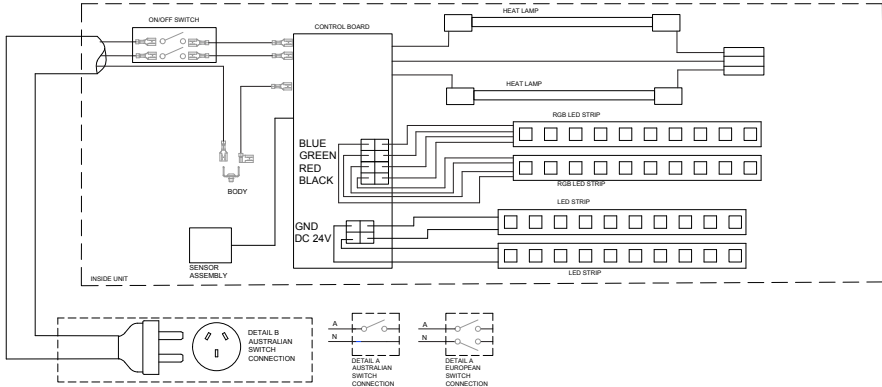 ON/OFF SWITCH
CONTROL BOARD
HEAT LAMP
HEAT LAMP
RGB LED STRIP
BLUE
GREEN
RED
BLACK
RGB LED STRIP
BODY
LED STRIP
GND
DC 24V
SENSOR
ASSEMBLY
LED STRIP
INSIDE UNIT
DETAIL B
AUSTRALIAN
SWITCH
CONNECTION
A
N
DETAIL A
AUSTRALIAN
SWITCH
CONNECTION
A
N
DETAIL A
EUROPEAN
SWITCH
CONNECTION